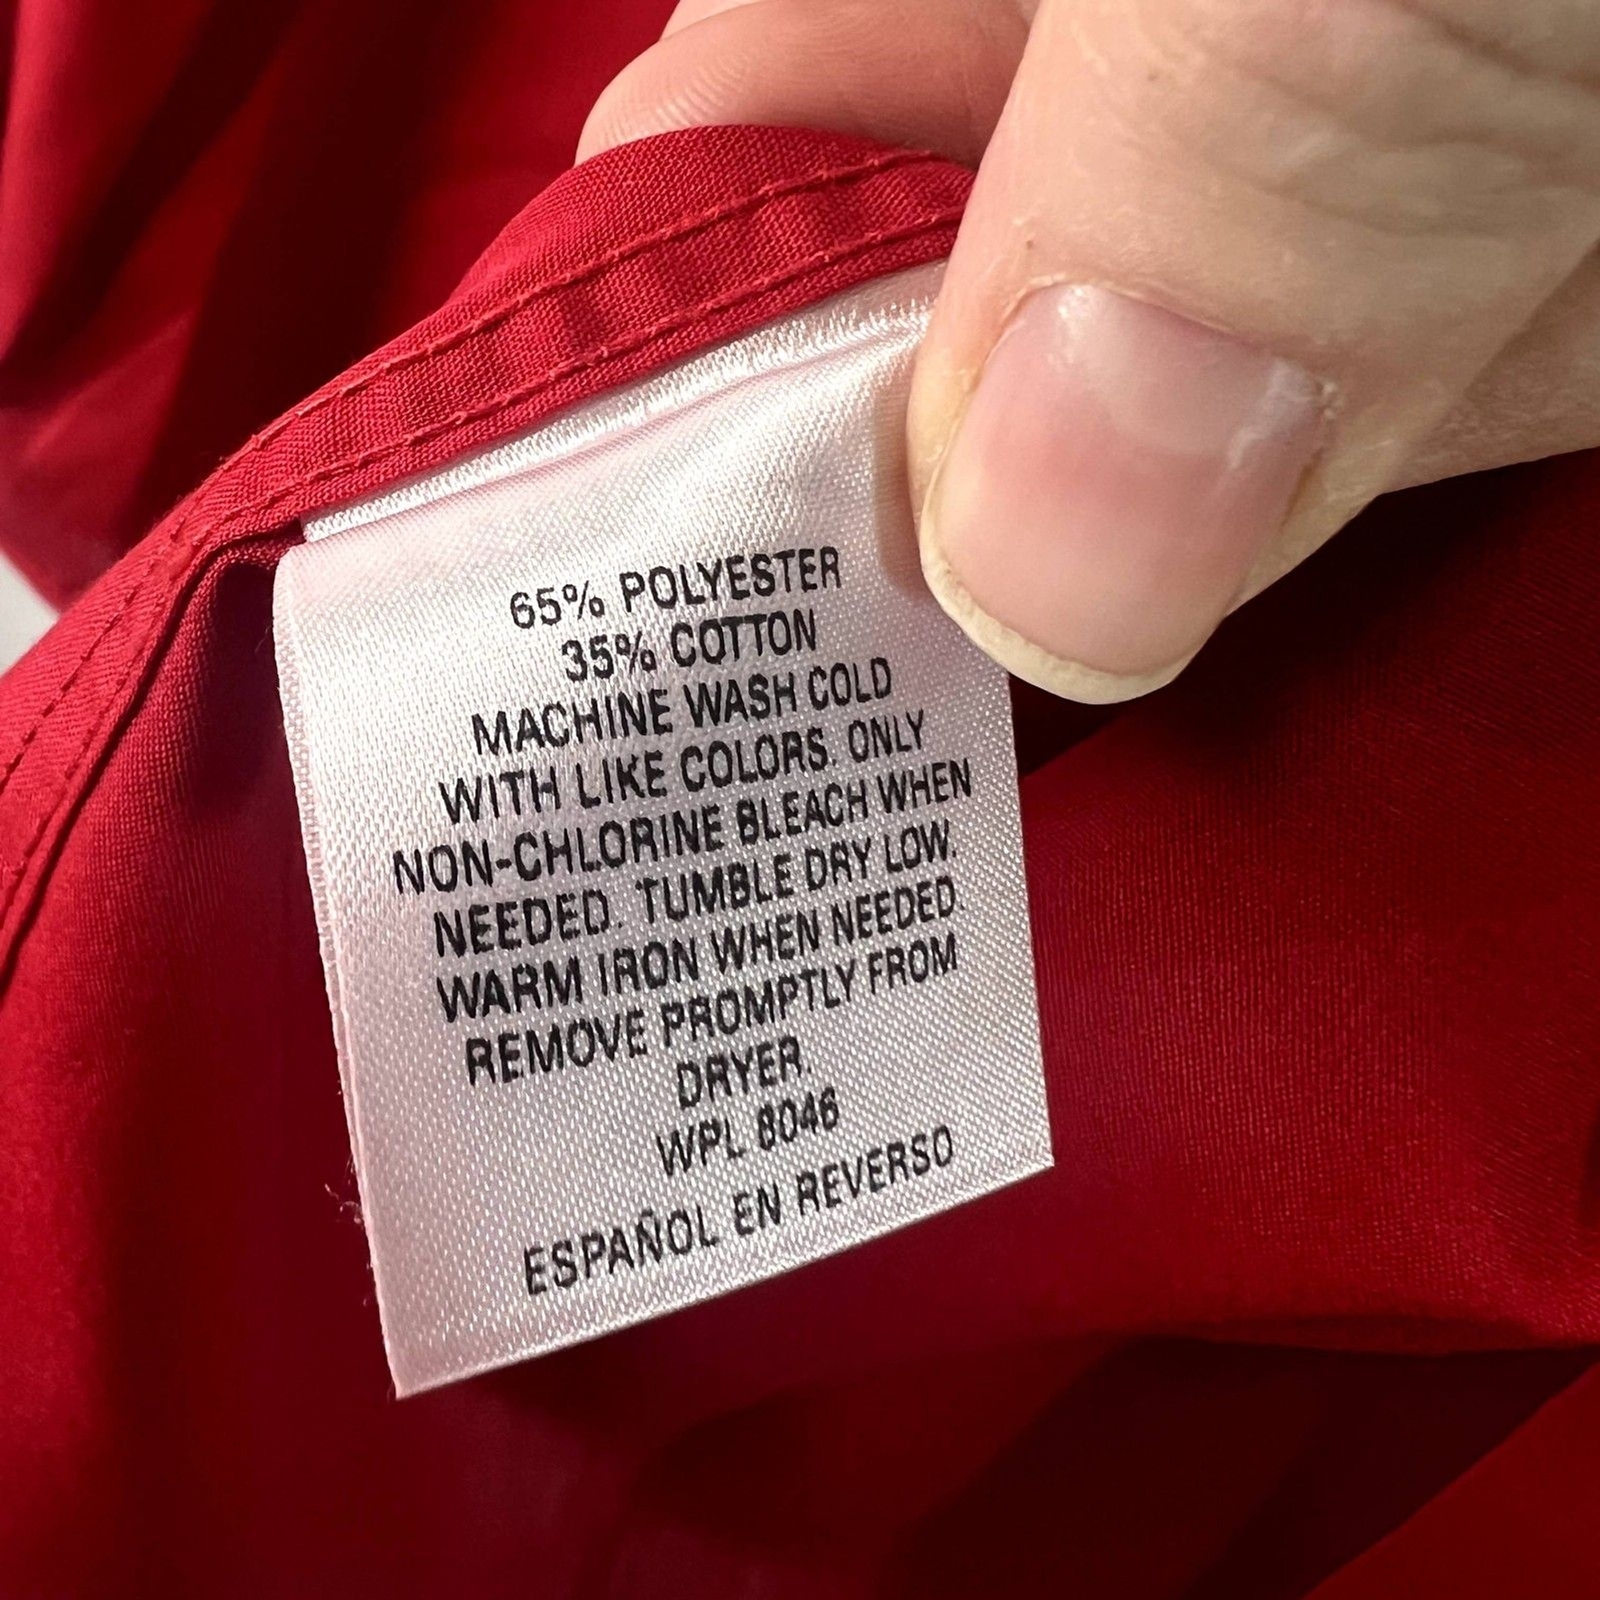 65% POLYESTER
35% COTTON
MACHINE WASH COLD
WITH LIKE COLORS. ONLY
NON-CHLORINE BLEACH WHEN
NEEDED. TUMBLE DRY LOW.
WARM IRON WHEN NEEDED
REMOVE PROMPTLY FROM
DRYER.
WPL 8046
ESPAÑOL EN REVERSO